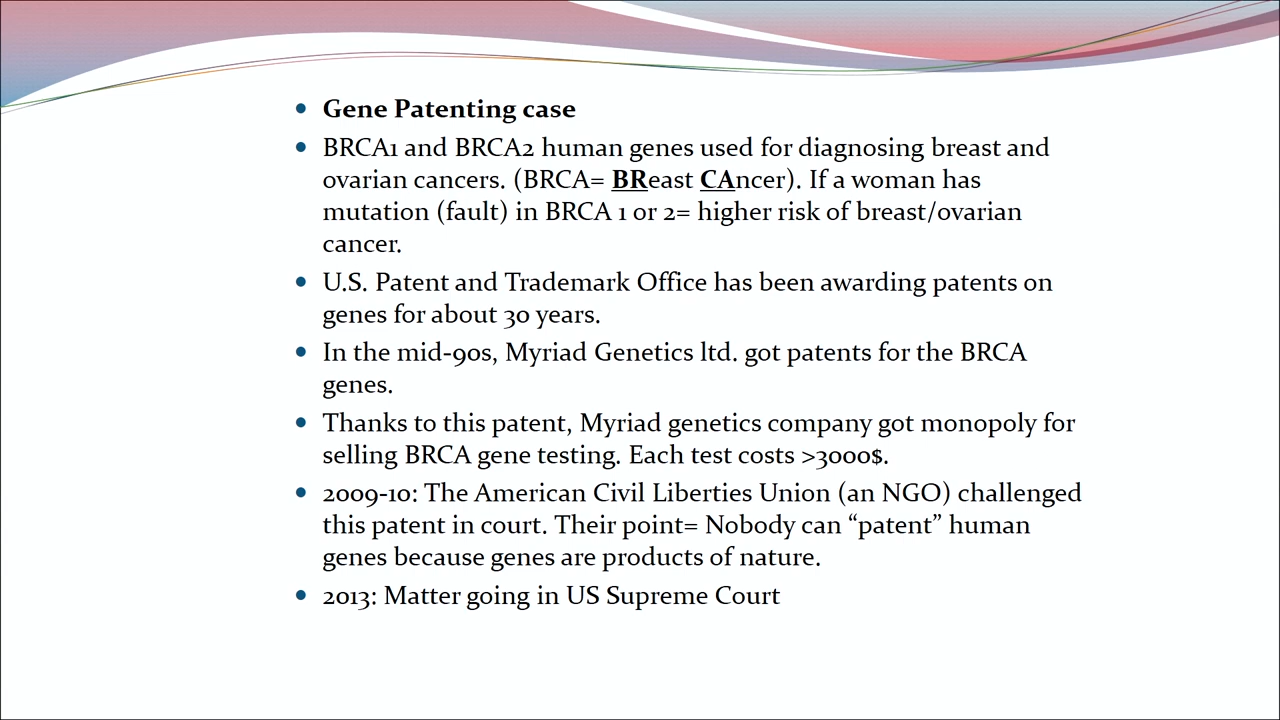 Gene Patenting case
BRCA1 and BRCA2 human genes used for diagnosing breast and
ovarian cancers. (BRCA= BReast CAncer). If a woman has
mutation (fault) in BRCA 1 or 2= higher risk of breast/ovarian
cancer.
U.S. Patent and Trademark Office has been awarding patents on
genes for about 30 years.
In the mid-90s, Myriad Genetics ltd. got patents for the BRCA
genes.
Thanks to this patent, Myriad genetics company got monopoly for
selling BRCA gene testing. Each test costs >3000$.
2009-10: The American Civil Liberties Union (an NGO) challenged
this patent in court. Their point= Nobody can “patent” human
genes because genes are products of nature.
2013: Matter going in US Supreme Court